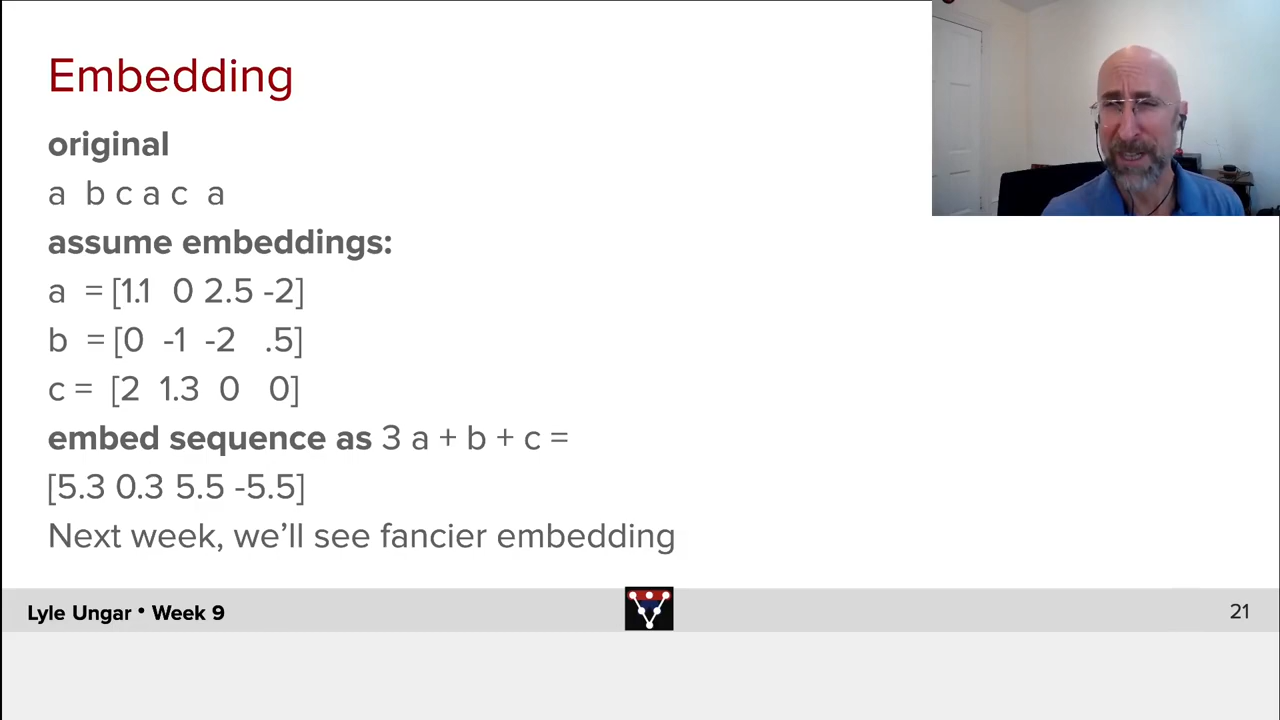 Embedding
original
a b c a c a
assume embeddings:
a = [1.1 0 2.5 -2]
b = [0 -1 -2 .5]
c = [2 1.3 0 0]
embed sequence as 3 a + b + c =
[5.3 0.3 5.5 -5.5]
Next week, we'll see fancier embedding
Lyle Ungar • Week 9
21